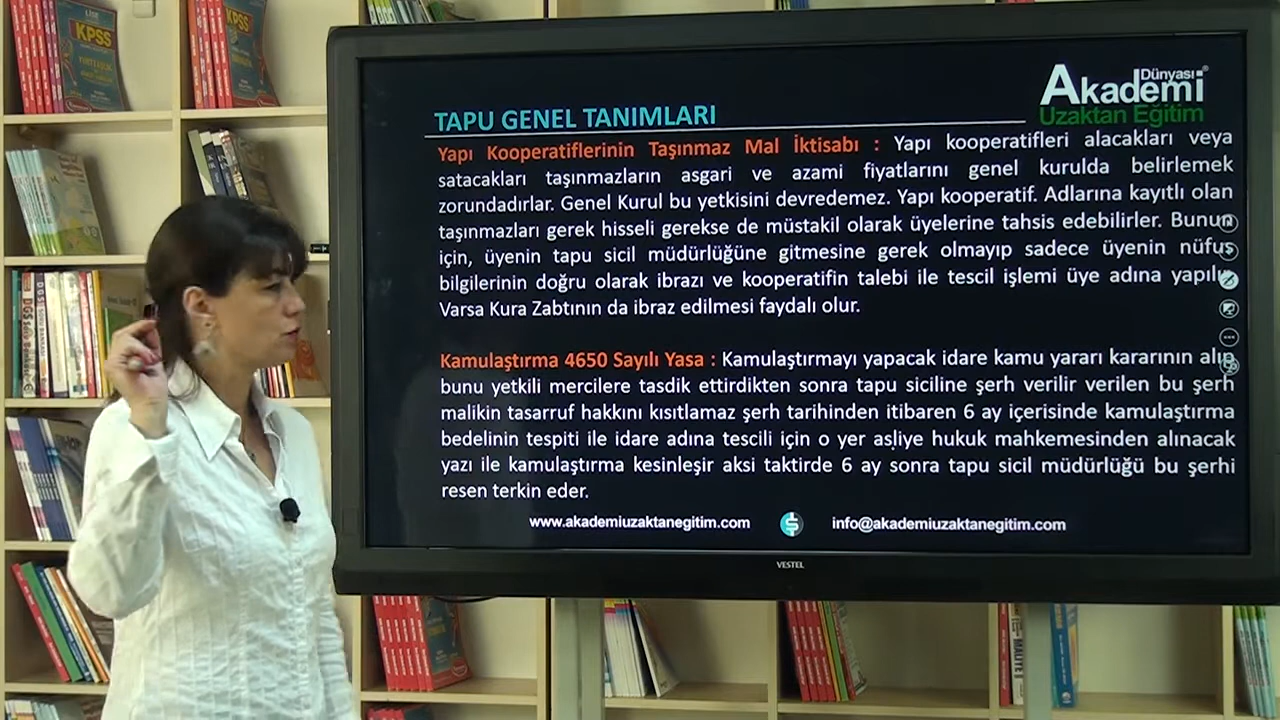 KPSS
KPSS
Dünyası
Akademi
Uzaktan Eğitim
TAPU GENEL TANIMLARI
Yapı Kooperatiflerinin Taşınmaz Mal İktisabı : Yapı kooperatifleri alacakları veya
satacakları taşınmazların asgari ve azami fiyatlarını genel kurulda belirlemek
zorundadırlar. Genel Kurul bu yetkisini devredemez. Yapı kooperatif. Adlarına kayıtlı olan
taşınmazları gerek hisseli gerekse de müstakil olarak üyelerine tahsis edebilirler. Bunun
için, üyenin tapu sicil müdürlüğüne gitmesine gerek olmayıp sadece üyenin nüfus
bilgilerinin doğru olarak ibrazı ve kooperatifin talebi ile tescil işlemi üye adına yapılır.
Varsa Kura Zabtının da ibraz edilmesi faydalı olur.
Kamulaştırma 4650 Sayılı Yasa : Kamulaştırmayı yapacak idare kamu yararı kararının alıp
bunu yetkili mercilere tasdik ettirdikten sonra tapu siciline şerh verilir verilen bu şerh
malikin tasarruf hakkını kısıtlamaz şerh tarihinden itibaren 6 ay içerisinde kamulaştırma
bedelinin tespiti ile idare adına tescili için o yer asliye hukuk mahkemesinden alınacak
yazı ile kamulaştırma kesinleşir aksi taktirde 6 ay sonra tapu sicil müdürlüğü bu şerhi
resen terkin eder.
www.akademiuzaktanegitim.com info@akademiuzaktanegitim.com
VESTEL